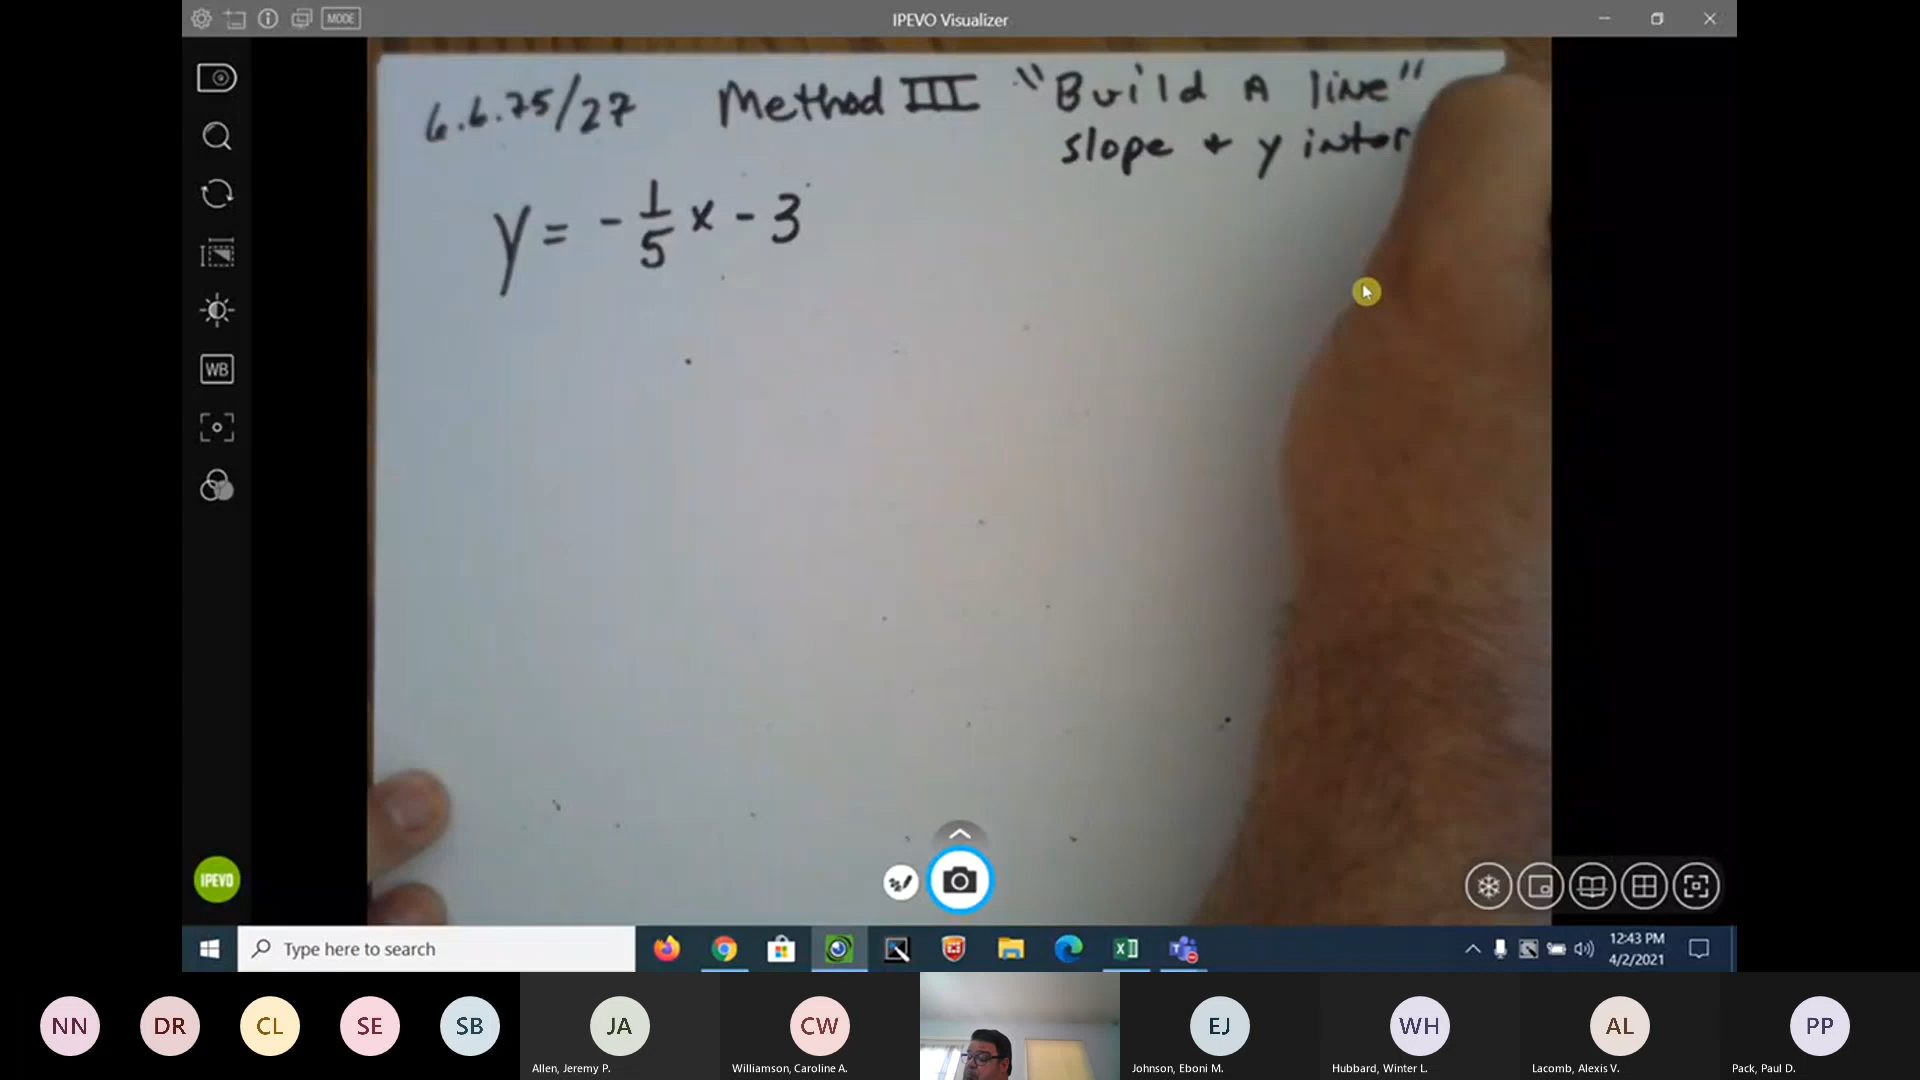 MODE
IPEVO Visualizer
6.6.75/27 Method III "Build A line"
slope + y inter
y = - 1/5 x - 3
WB
IPEVO
Type here to search
12:43 PM
4/2/2021
NN
DR
CL
SE
SB
JA
CW
EJ
WH
AL
PP
Allen, Jeremy P.
Williamson, Caroline A.
Johnson, Eboni M.
Hubbard, Winter L.
Lacomb, Alexis V.
Pack, Paul D.